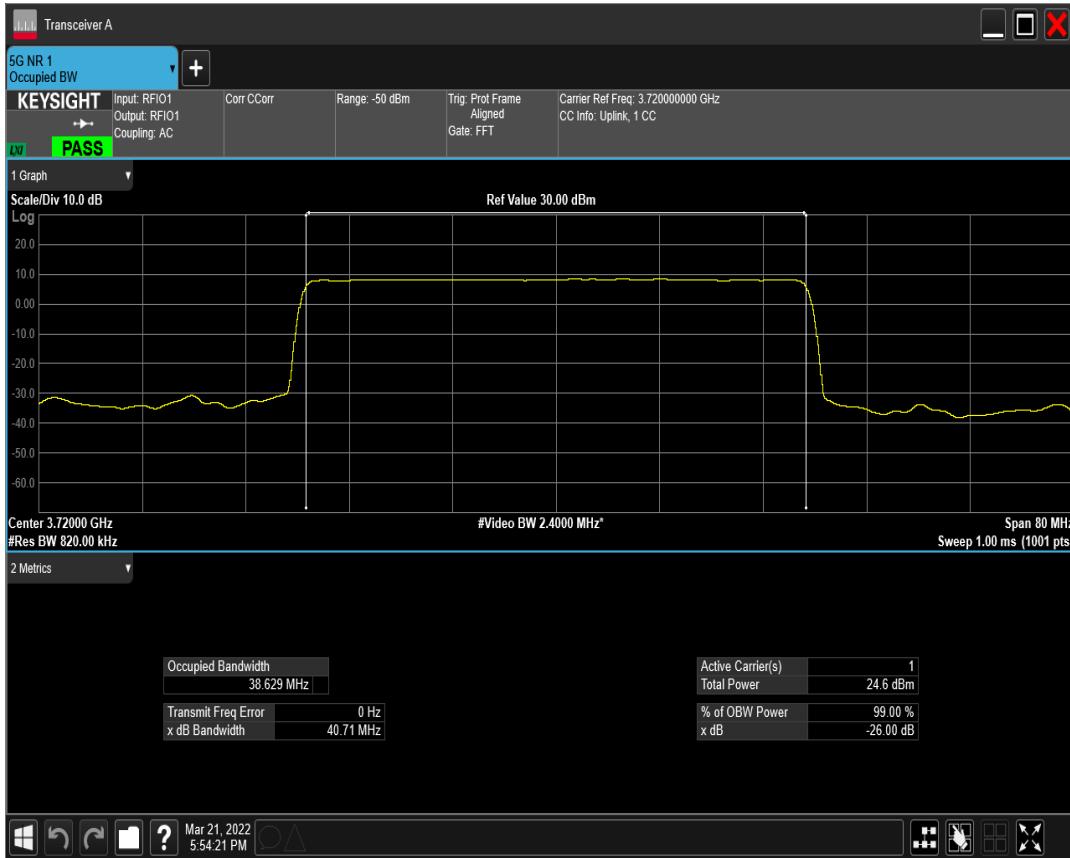 Transceiver A
5G NR 1
Occupied BW
KEYSIGHT
LXI
PASS
Input: RFIO1
Output: RFIO1
Coupling: AC
Corr CCorr
Range: -50 dBm
Trig: Prot Frame
Aligned
Gate: FFT
Carrier Ref Freq: 3.720000000 GHz
CC Info: Uplink, 1 CC
1 Graph
Scale/Div 10.0 dB
Ref Value 30.00 dBm
Log
20.0
10.0
0.00
-10.0
-20.0
-30.0
-40.0
-50.0
-60.0
Center 3.72000 GHz
#Video BW 2.4000 MHz*
Span 80 MHz
#Res BW 820.00 kHz
Sweep 1.00 ms (1001 pts
2 Metrics
Occupied Bandwidth
38.629 MHz
Transmit Freq Error 0 Hz
x dB Bandwidth 40.71 MHz
Active Carrier(s) 1
Total Power 24.6 dBm
% of OBW Power 99.00 %
x dB -26.00 dB
?
Mar 21, 2022
5:54:21 PM